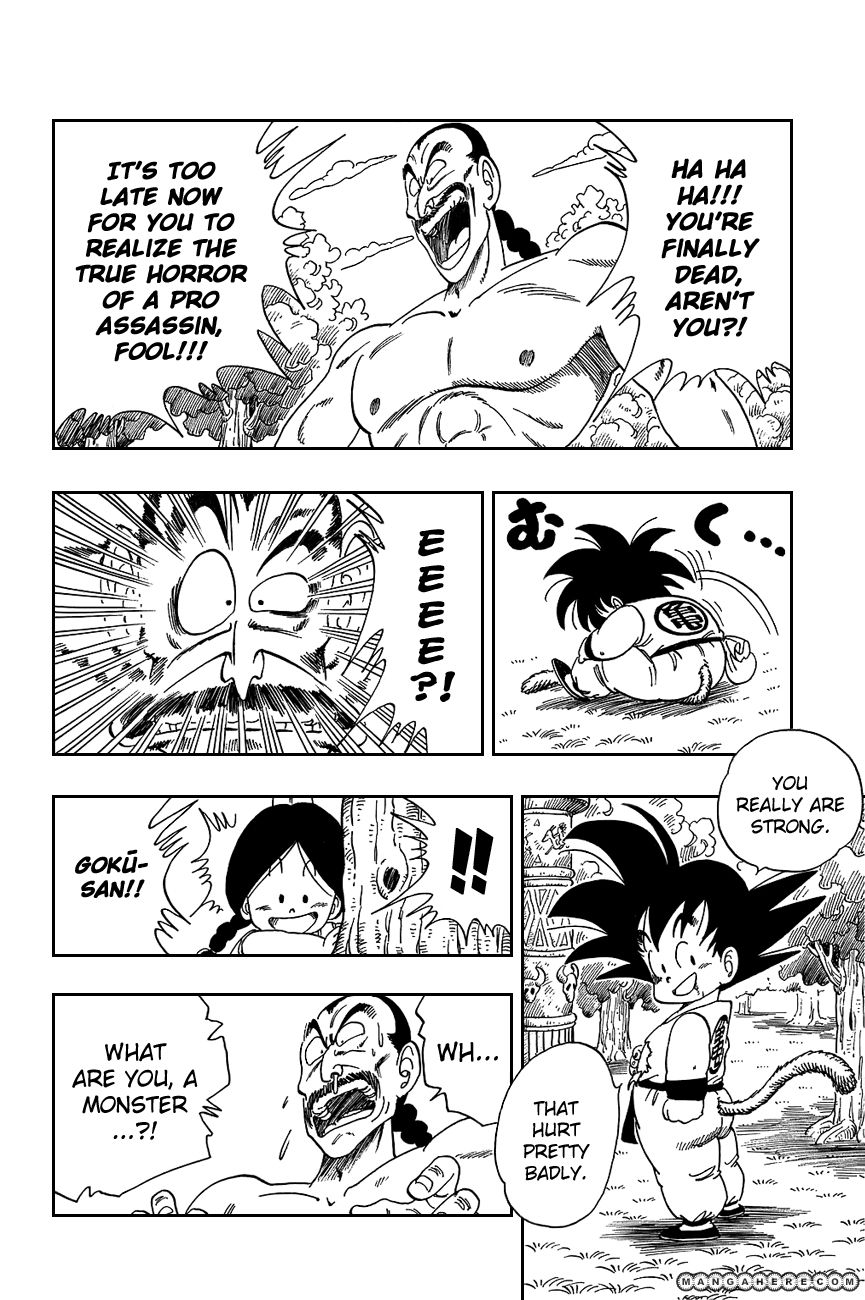 HA HA
HA!!!
YOU'RE
FINALLY
DEAD,
AREN'T
YOU?!
IT'S TOO
LATE NOW
FOR YOU TO
REALIZE THE
TRUE HORROR
OF A PRO
ASSASSIN,
FOOL!!!
む く...
E
E
E
E
E
?!
YOU
REALLY ARE
STRONG.
THAT
HURT
PRETTY
BADLY.
!!
GOKŪ-
SAN!!
WH...
WHAT
ARE YOU, A
MONSTER
...?!
亀
MANGAHERE.COM